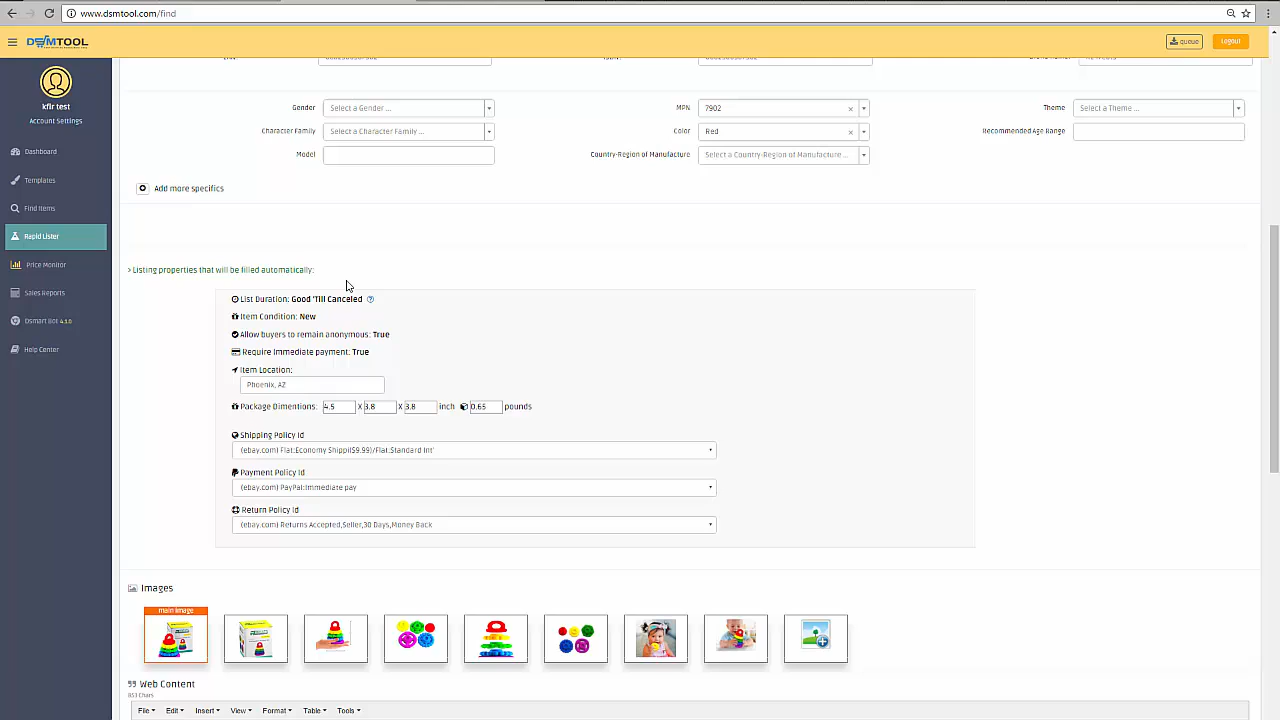 www.dsmtool.com/find
DSMTOOL
queue
Logout
kfir test
Account Settings
Dashboard
Templates
Find Items
Rapid Lister
Price Monitor
Sales Reports
Dsmart Bot 4.1.0
Help Center
Gender Select a Gender ... MPN 7902 × Theme Select a Theme ...
Character Family Select a Character Family ... Color Red × Recommended Age Range
Model Country-Region of Manufacture Select a Country-Region of Manufacture ...
Add more specifics
> Listing properties that will be filled automatically:
List Duration: Good 'Till Canceled
Item Condition: New
Allow buyers to remain anonymous: True
Require Immediate payment: True
Item Location:
Phoenix, AZ
Package Dimentions: 4.5 X 3.8 X 3.8 inch 0.65 pounds
Shipping Policy Id
(ebay.com) Flat:Economy Shippi($9.99)/Flat:Standard Int'
Payment Policy Id
(ebay.com) PayPal:Immediate pay
Return Policy Id
(ebay.com) Returns Accepted,Seller,30 Days,Money Back
Images
main image
Web Content
853 Chars
File Edit Insert View Format Table Tools